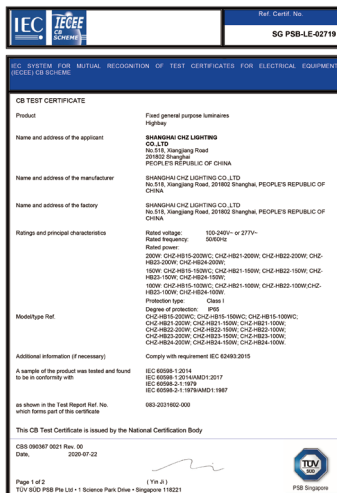 IEC
IECEE
CB
SCHEME
Ref. Certif. No.
SG PSB-LE-02719
IEC SYSTEM FOR MUTUAL RECOGNITION OF TEST CERTIFICATES FOR ELECTRICAL EQUIPMENT
(IECEE) CB SCHEME
CB TEST CERTIFICATE
Product
Fixed general purpose luminaires
Highbay
Name and address of the applicant
SHANGHAI CHZ LIGHTING
CO.,LTD
No.518, Xiangjiang Road
201802 Shanghai
PEOPLE'S REPUBLIC OF CHINA
Name and address of the manufacturer
SHANGHAI CHZ LIGHTING CO.,LTD
No.518, Xiangjiang Road, 201802 Shanghai, PEOPLE'S REPUBLIC OF
CHINA
Name and address of the factory
SHANGHAI CHZ LIGHTING CO.,LTD
No.518, Xiangjiang Road, 201802 Shanghai, PEOPLE'S REPUBLIC OF
CHINA
Ratings and principal characteristics
Rated voltage: 100-240V~ or 277V~
Rated frequency: 50/60Hz
Rated power:
200W: CHZ-HB15-200WC; CHZ-HB21-200W; CHZ-HB22-200W; CHZ-
HB23-200W; CHZ-HB24-200W;
150W: CHZ-HB15-150WC; CHZ-HB21-150W; CHZ-HB22-150W; CHZ-
HB23-150W; CHZ-HB24-150W;
100W: CHZ-HB15-100WC; CHZ-HB21-100W; CHZ-HB22-100W;CHZ-
HB23-100W; CHZ-HB24-100W.
Protection type: Class I
Degree of protection: IP65
Model/type Ref.
CHZ-HB15-200WC; CHZ-HB15-150WC; CHZ-HB15-100WC;
CHZ-HB21-200W; CHZ-HB21-150W; CHZ-HB21-100W;
CHZ-HB22-200W; CHZ-HB22-150W; CHZ-HB22-100W;
CHZ-HB23-200W; CHZ-HB23-150W; CHZ-HB23-100W;
CHZ-HB24-200W; CHZ-HB24-150W; CHZ-HB24-100W.
Additional information (if necessary)
Comply with requirement IEC 62493:2015
A sample of the product was tested and found
to be in conformity with
IEC 60598-1:2014
IEC 60598-1:2014/AMD1:2017
IEC 60598-2-1:1979
IEC 60598-2-1:1979/AMD1:1987
as shown in the Test Report Ref. No.
which forms part of this certificate
083-2031802-000
This CB Test Certificate is issued by the National Certification Body
CBS 090367 0021 Rev. 00
Date, 2020-07-22
( Yin Ji )
Page 1 of 2
TÜV SÜD PSB Pte Ltd • 1 Science Park Drive • Singapore 118221
TÜV
SÜD
PSB Singapore